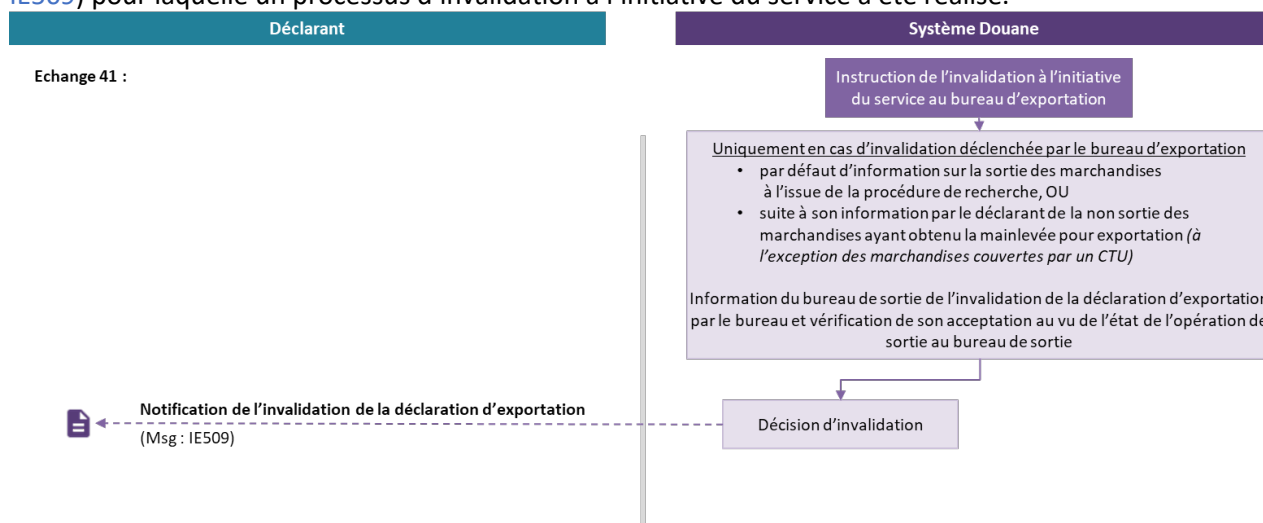 IE509) pour laquelle un processus d'invalidation à l'initiative du service a été réalisé.
Déclarant
Système Douane
Echange 41 :
Instruction de l'invalidation à l'initiative
du service au bureau d'exportation
Uniquement en cas d'invalidation déclenchée par le bureau d'exportation
• par défaut d'information sur la sortie des marchandises
à l'issue de la procédure de recherche, OU
• suite à son information par le déclarant de la non sortie des
marchandises ayant obtenu la mainlevée pour exportation (à
l'exception des marchandises couvertes par un CTU)
Information du bureau de sortie de l'invalidation de la déclaration d'exportation
par le bureau et vérification de son acceptation au vu de l'état de l'opération de
sortie au bureau de sortie
Notification de l'invalidation de la déclaration d'exportation
(Msg : IE509)
Décision d'invalidation